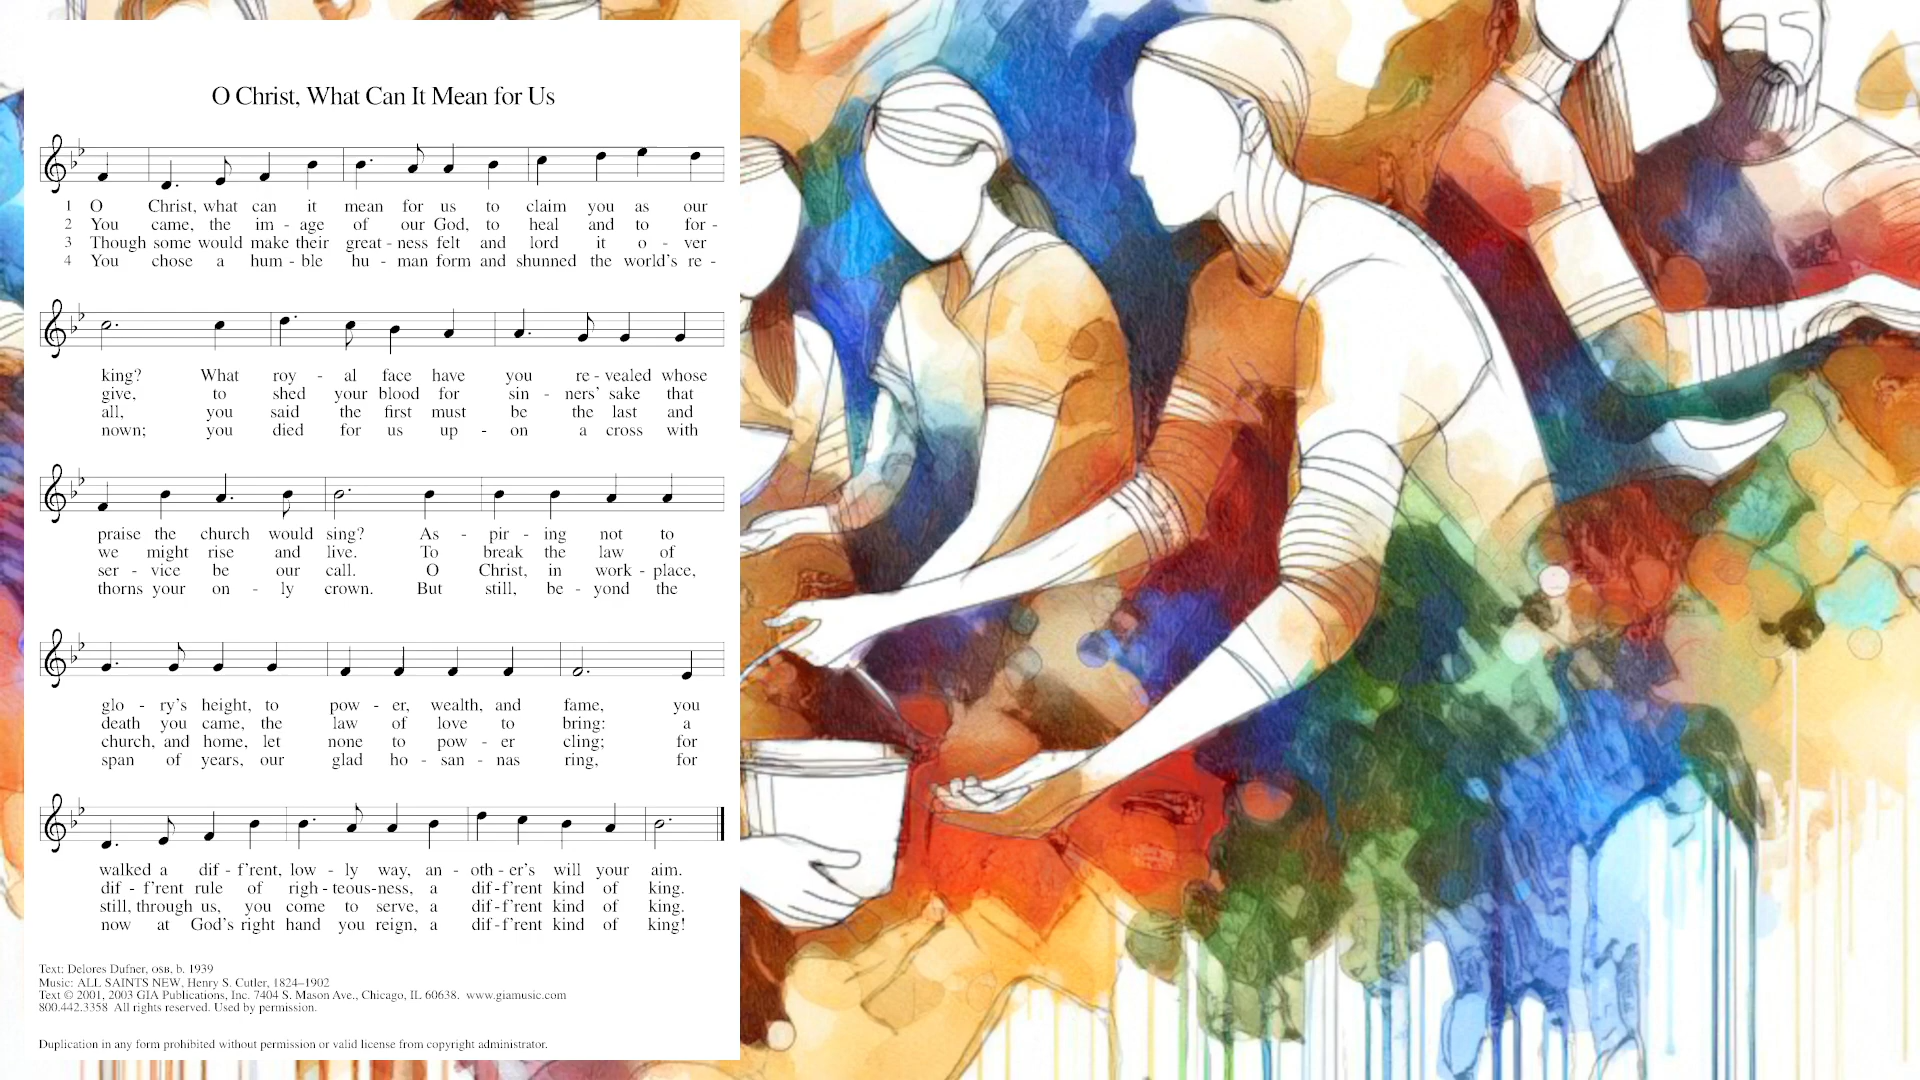 O Christ, What Can It Mean for Us
1 O Christ, what can it mean for us to claim you as our
2 You came, the im - age of our God, to heal and to for -
3 Though some would make their great - ness felt and lord it o - ver
4 You chose a hum - ble hu - man form and shunned the world's re -
king? What roy - al face have you re - vealed whose
give, to shed your blood for sin - ners' sake that
all, you said the first must be the last and
nown; you died for us up - on a cross with
praise the church would sing? As - pir - ing not to
we might rise and live. To break the law of
ser - vice be our call. O Christ, in work - place,
thorns your on - ly crown. But still, be - yond the
glo - ry's height, to pow - er, wealth, and fame, you
death you came, the law of love to bring: a
church, and home, let none to pow - er cling; for
span of years, our glad ho - san - nas ring, for
walked a dif - f'rent, low - ly way, an - oth - er's will your aim.
dif - f'rent rule of righ - teous-ness, a dif - f'rent kind of king.
still, through us, you come to serve, a dif - f'rent kind of king.
now at God's right hand you reign, a dif - f'rent kind of king!
Text: Delores Dufner, OSB, b. 1939
Music: ALL SAINTS NEW, Henry S. Cutler, 1824–1902
Text © 2001, 2003 GIA Publications, Inc. 7404 S. Mason Ave., Chicago, IL 60638. www.giamusic.com
800.442.3358 All rights reserved. Used by permission.
Duplication in any form prohibited without permission or valid license from copyright administrator.